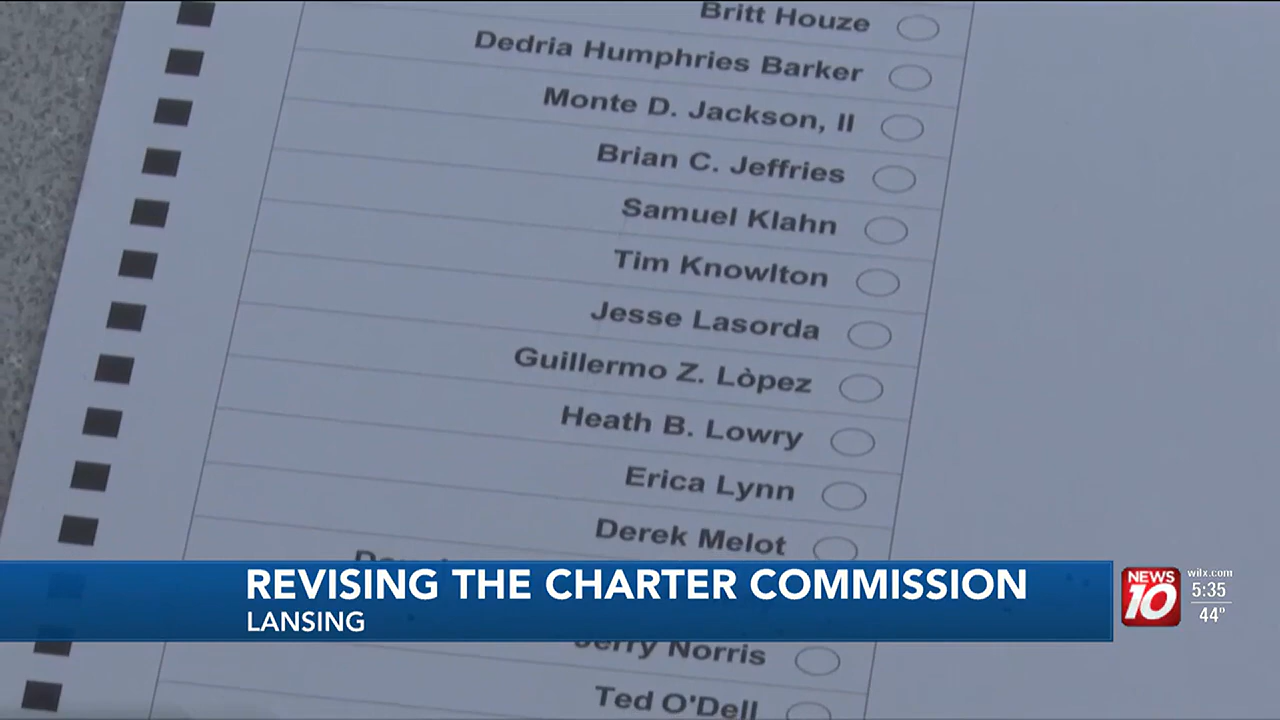 Britt Houze
Dedria Humphries Barker
Monte D. Jackson, II
Brian C. Jeffries
Samuel Klahn
Tim Knowlton
Jesse Lasorda
Guillermo Z. Lòpez
Heath B. Lowry
Erica Lynn
Derek Melot
REVISING THE CHARTER COMMISSION
LANSING
NEWS
10
wilx.com
5:35
44°
Jerry Norris
Ted O'Dell